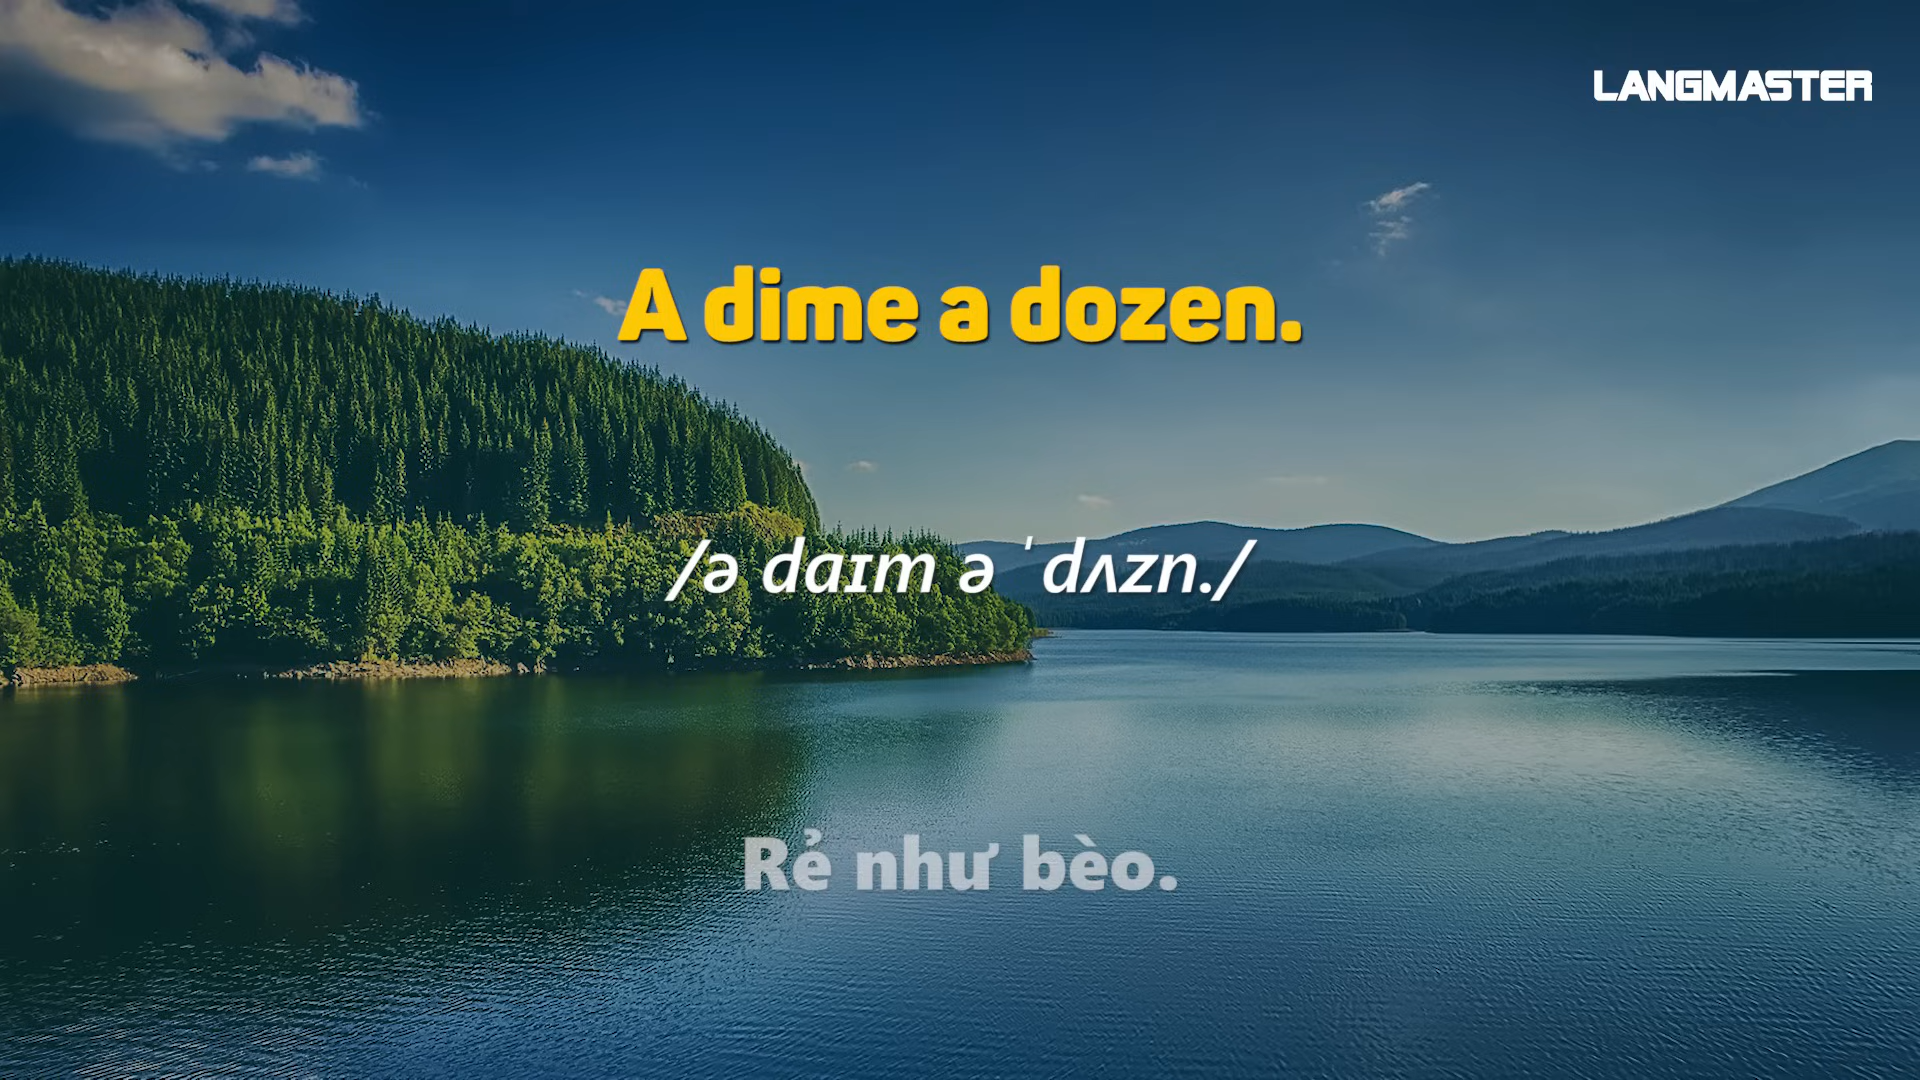 LANGMASTER
A dime a dozen.
/ə daɪm ə ˈdʌzn./
Rẻ như bèo.